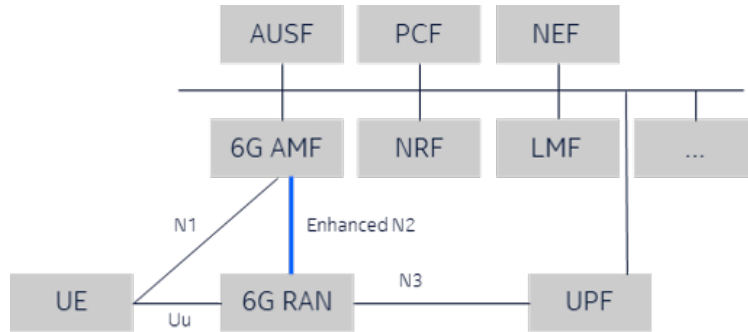 AUSF
PCF
NEF
6G AMF
NRF
LMF
...
N1
Enhanced N2
UE
Uu
6G RAN
N3
UPF